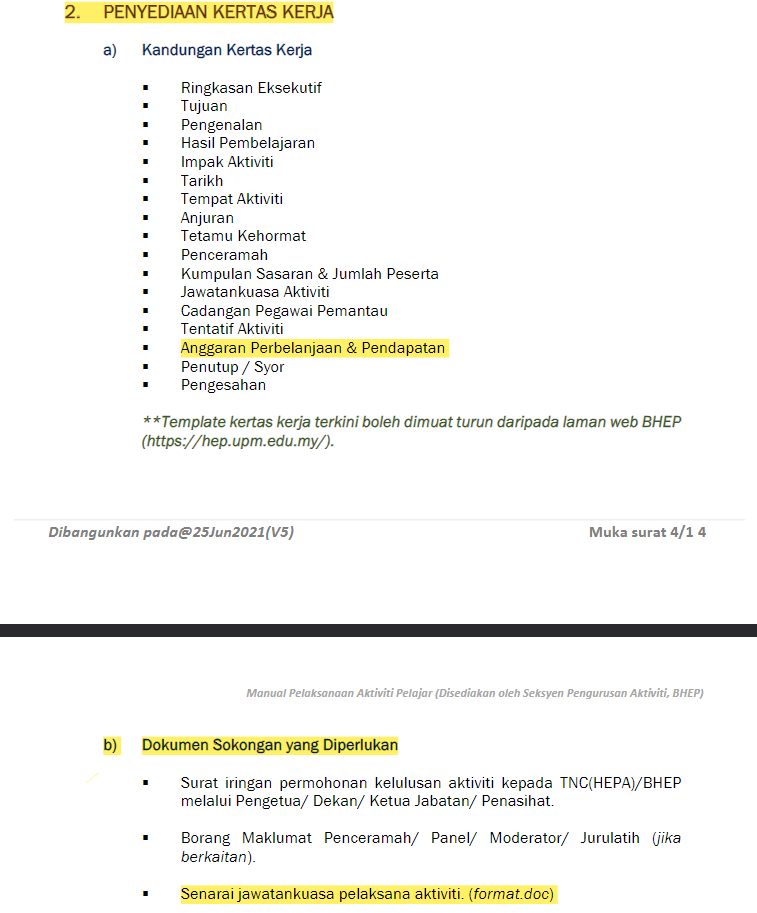 2. PENYEDIAAN KERTAS KERJA
a) Kandungan Kertas Kerja
▪ Ringkasan Eksekutif
▪ Tujuan
▪ Pengenalan
▪ Hasil Pembelajaran
▪ Impak Aktiviti
▪ Tarikh
▪ Tempat Aktiviti
▪ Anjuran
▪ Tetamu Kehormat
▪ Penceramah
▪ Kumpulan Sasaran & Jumlah Peserta
▪ Jawatankuasa Aktiviti
▪ Cadangan Pegawai Pemantau
▪ Tentatif Aktiviti
▪ Anggaran Perbelanjaan & Pendapatan
▪ Penutup / Syor
▪ Pengesahan
**Template kertas kerja terkini boleh dimuat turun daripada laman web BHEP
(https://hep.upm.edu.my/).
Dibangunkan pada@25Jun2021(V5) Muka surat 4/1 4
Manual Pelaksanaan Aktiviti Pelajar (Disediakan oleh Seksyen Pengurusan Aktiviti, BHEP)
b) Dokumen Sokongan yang Diperlukan
▪ Surat iringan permohonan kelulusan aktiviti kepada TNC(HEPA)/BHEP
melalui Pengetua/ Dekan/ Ketua Jabatan/ Penasihat.
▪ Borang Maklumat Penceramah/ Panel/ Moderator/ Jurulatih (jika
berkaitan).
▪ Senarai jawatankuasa pelaksana aktiviti. (format.doc)